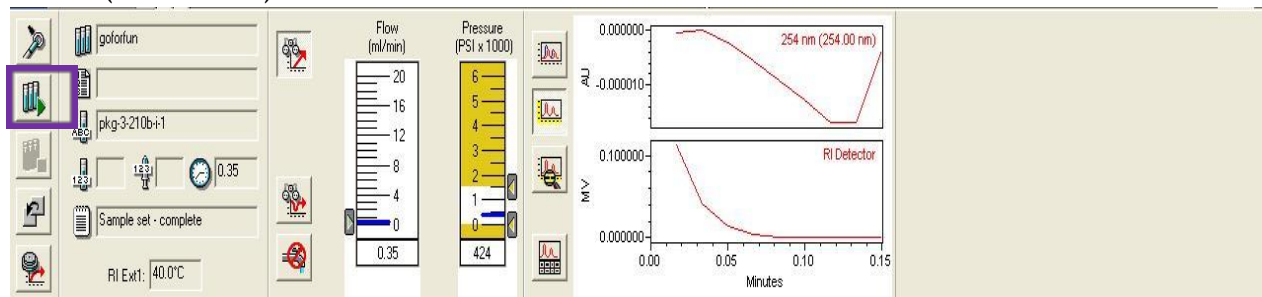 goforfun
ABC
pkg-3-210b-i-1
123
123
0.35
Sample set - complete
RI Ext1: 40.0°C
Flow
(ml/min)
20
16
12
8
4
0
0.35
Pressure
(PSI x 1000)
6
5
4
3
2
1
0
424
254 nm (254.00 nm)
AU
0.000000
-0.000010
RI Detector
MV
0.100000
0.000000
0.00
0.05
0.10
0.15
Minutes